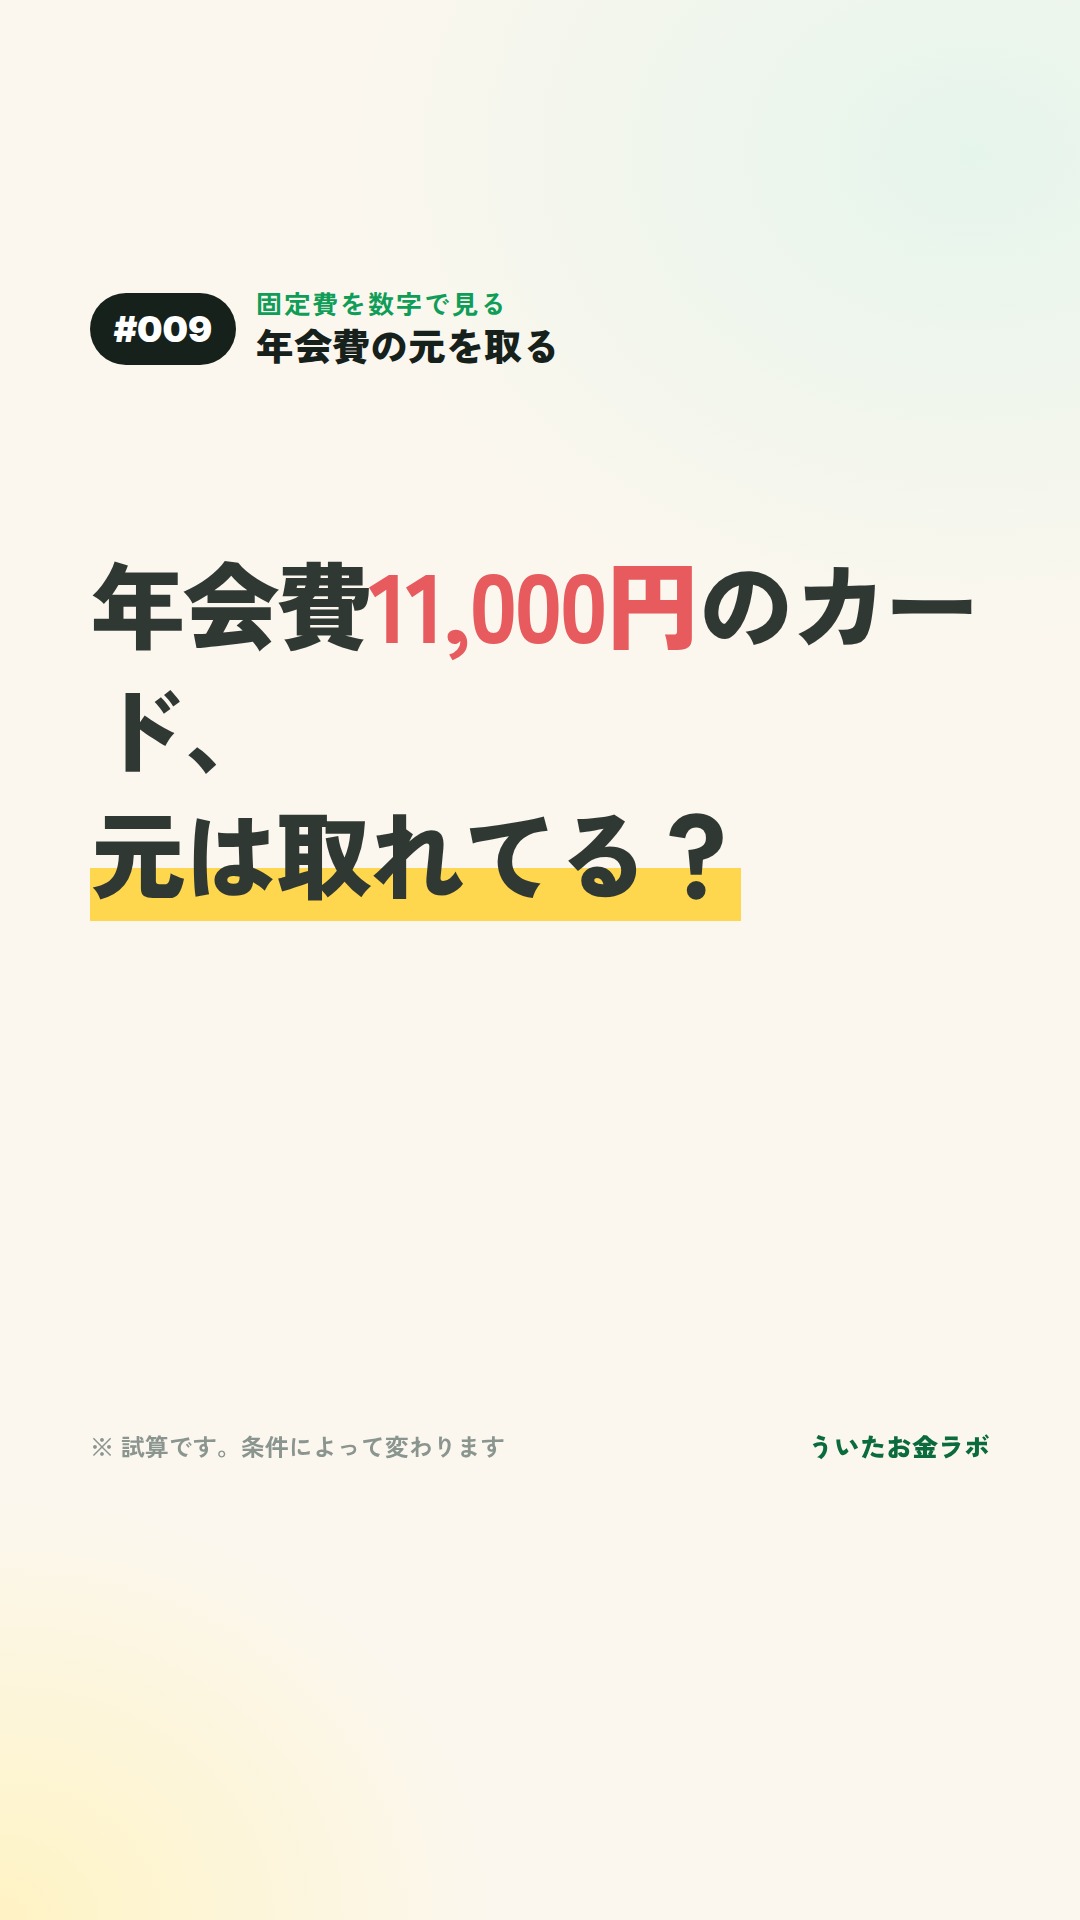 #009
固定費を数字で見る
年会費の元を取る
年会費11,000円のカー
ド、
元は取れてる？
※ 試算です。条件によって変わります
ういたお金ラボ